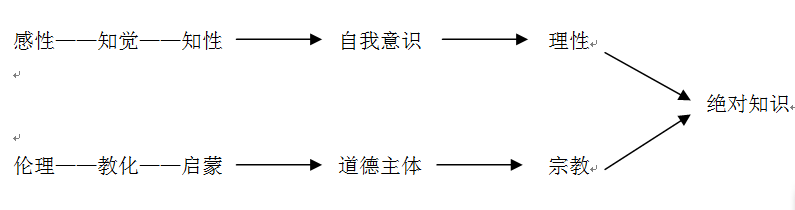 感性——知觉——知性 自我意识 理性
绝对知识
伦理——教化——启蒙 道德主体 宗教